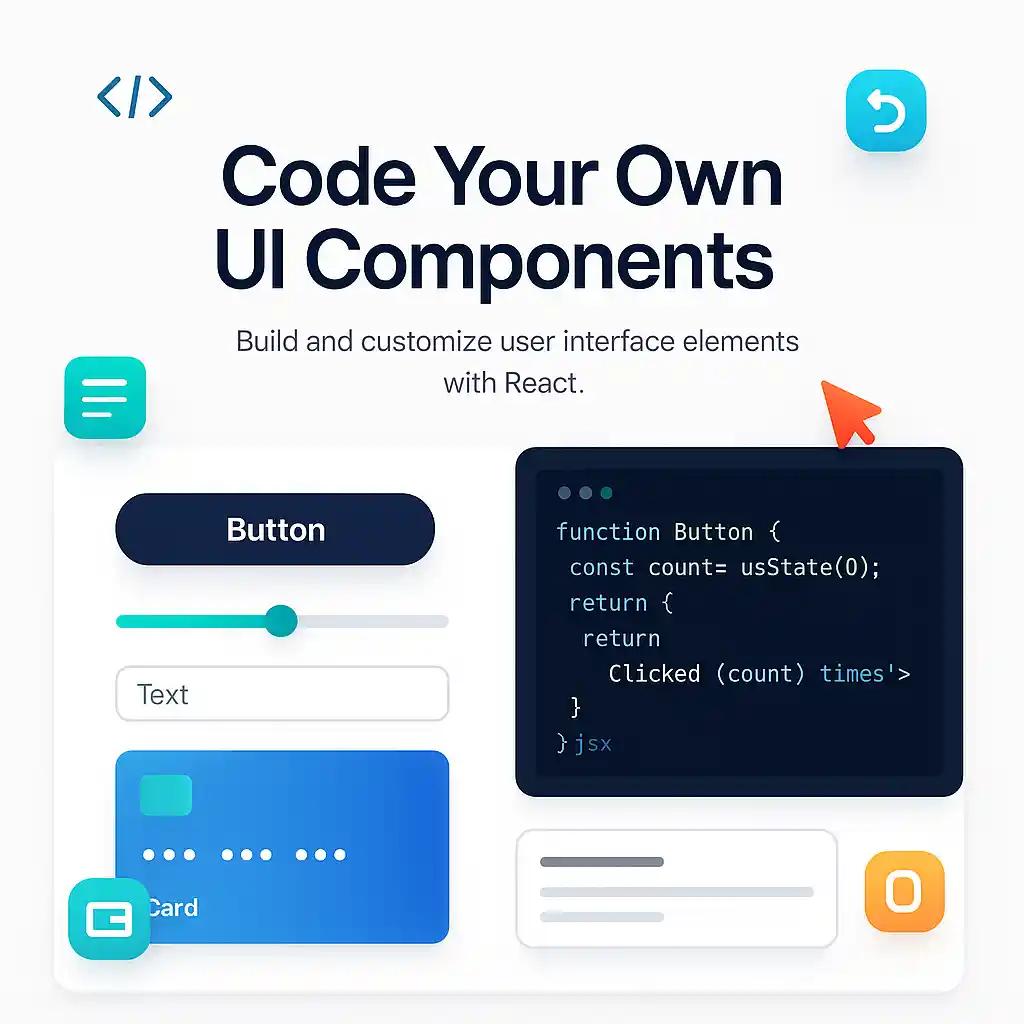 </>
Code Your Own
UI Components
Build and customize user interface elements
with React.
Button
Text
Card
function Button {
const count= usState(0);
return {
return
Clicked (count) times'>
}
} jsx